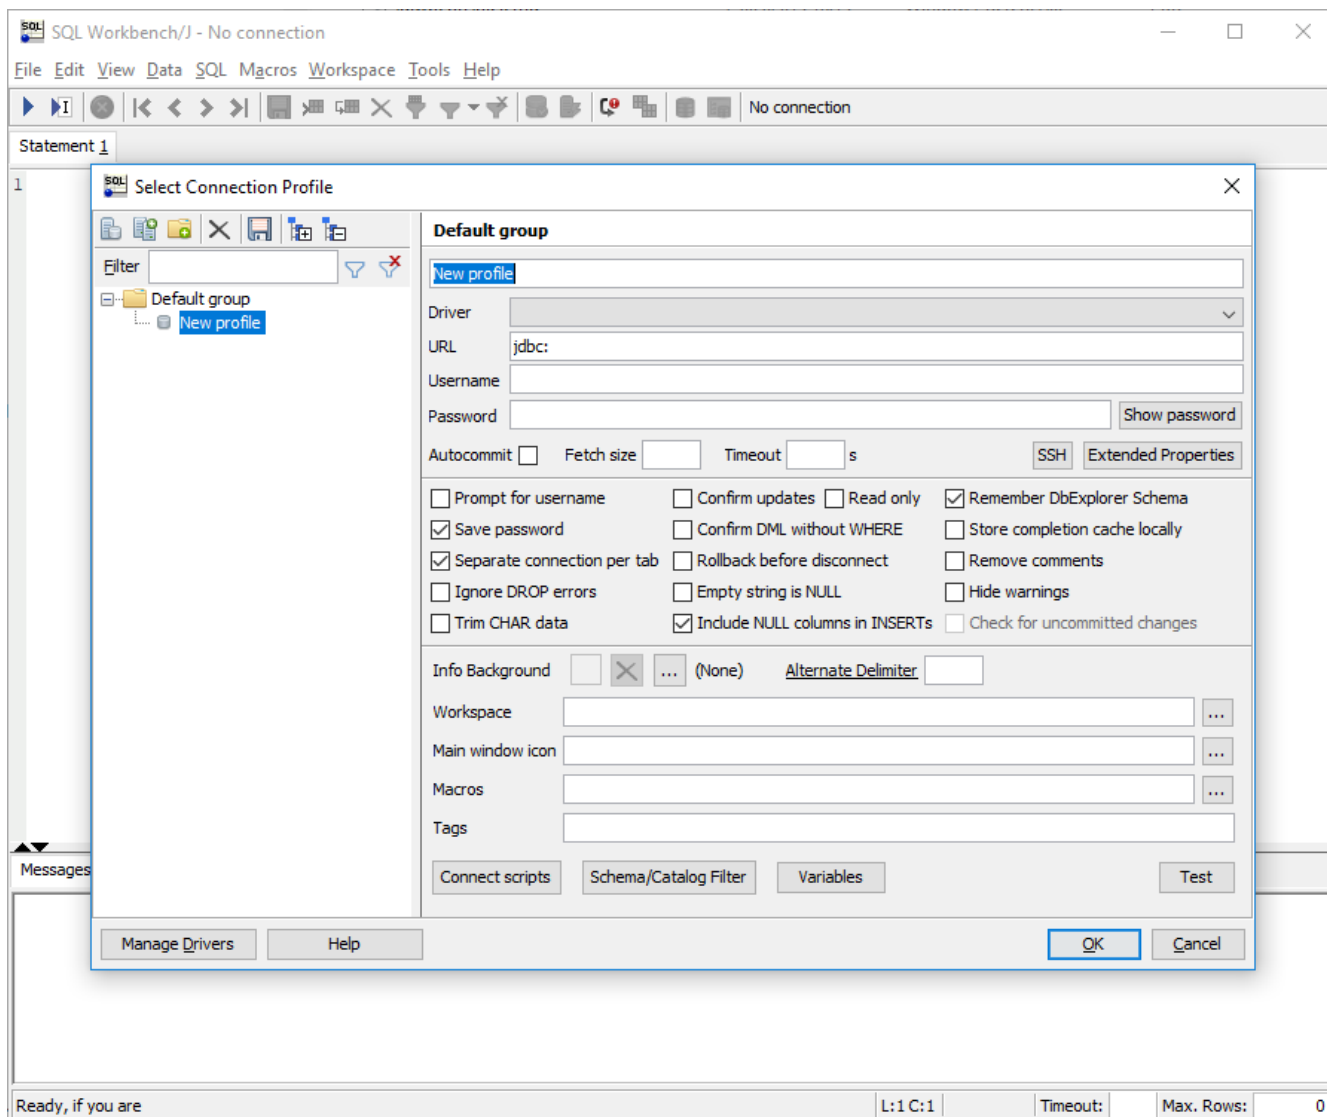 SQL Workbench/J - No connection
File Edit View Data SQL Macros Workspace Tools Help
No connection
Statement 1
1
Select Connection Profile
Default group
Filter
New profile
Default group
New profile
Driver
URL jdbc:
Username
Password Show password
Autocommit Fetch size Timeout s SSH Extended Properties
Prompt for username Confirm updates Read only Remember DbExplorer Schema
Save password Confirm DML without WHERE Store completion cache locally
Separate connection per tab Rollback before disconnect Remove comments
Ignore DROP errors Empty string is NULL Hide warnings
Trim CHAR data Include NULL columns in INSERTs Check for uncommitted changes
Info Background ... (None) Alternate Delimiter
Workspace ...
Main window icon ...
Macros ...
Tags
Messages
Connect scripts Schema/Catalog Filter Variables Test
Manage Drivers Help OK Cancel
Ready, if you are L:1 C:1 Timeout: Max. Rows: 0